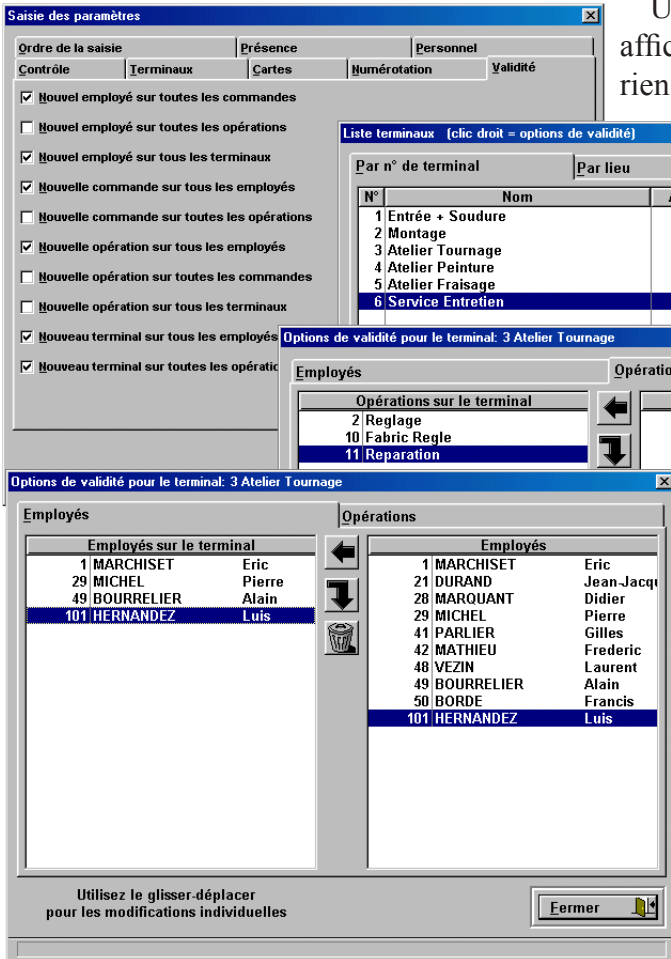 Saisie des paramètres
U
affic
rien
Ordre de la saisie Présence Personnel
Contrôle Terminaux Cartes Numérotation Validité
Nouvel employé sur toutes les commandes
Nouvel employé sur toutes les opérations
Nouvel employé sur tous les terminaux
Nouvelle commande sur tous les employés
Nouvelle commande sur toutes les opérations
Nouvelle opération sur tous les employés
Nouvelle opération sur toutes les commandes
Nouvelle opération sur tous les terminaux
Nouveau terminal sur tous les employés
Nouveau terminal sur toutes les opératic
Liste terminaux (clic droit = options de validité)
Par n° de terminal Par lieu
N° Nom
1 Entrée + Soudure
2 Montage
3 Atelier Tournage
4 Atelier Peinture
5 Atelier Fraisage
6 Service Entretien
Options de validité pour le terminal: 3 Atelier Tournage
Employés Opératio
Opérations sur le terminal
2 Reglage
10 Fabric Regle
11 Reparation
Options de validité pour le terminal: 3 Atelier Tournage
Employés Opérations
Employés sur le terminal
1 MARCHISET Eric
29 MICHEL Pierre
49 BOURRELIER Alain
101 HERNANDEZ Luis
Employés
1 MARCHISET Eric
21 DURAND Jean-Jacqu
28 MARQUANT Didier
29 MICHEL Pierre
41 PARLIER Gilles
42 MATHIEU Frederic
48 VEZIN Laurent
49 BOURRELIER Alain
50 BORDE Francis
101 HERNANDEZ Luis
Utilisez le glisser-déplacer
pour les modifications individuelles
Fermer